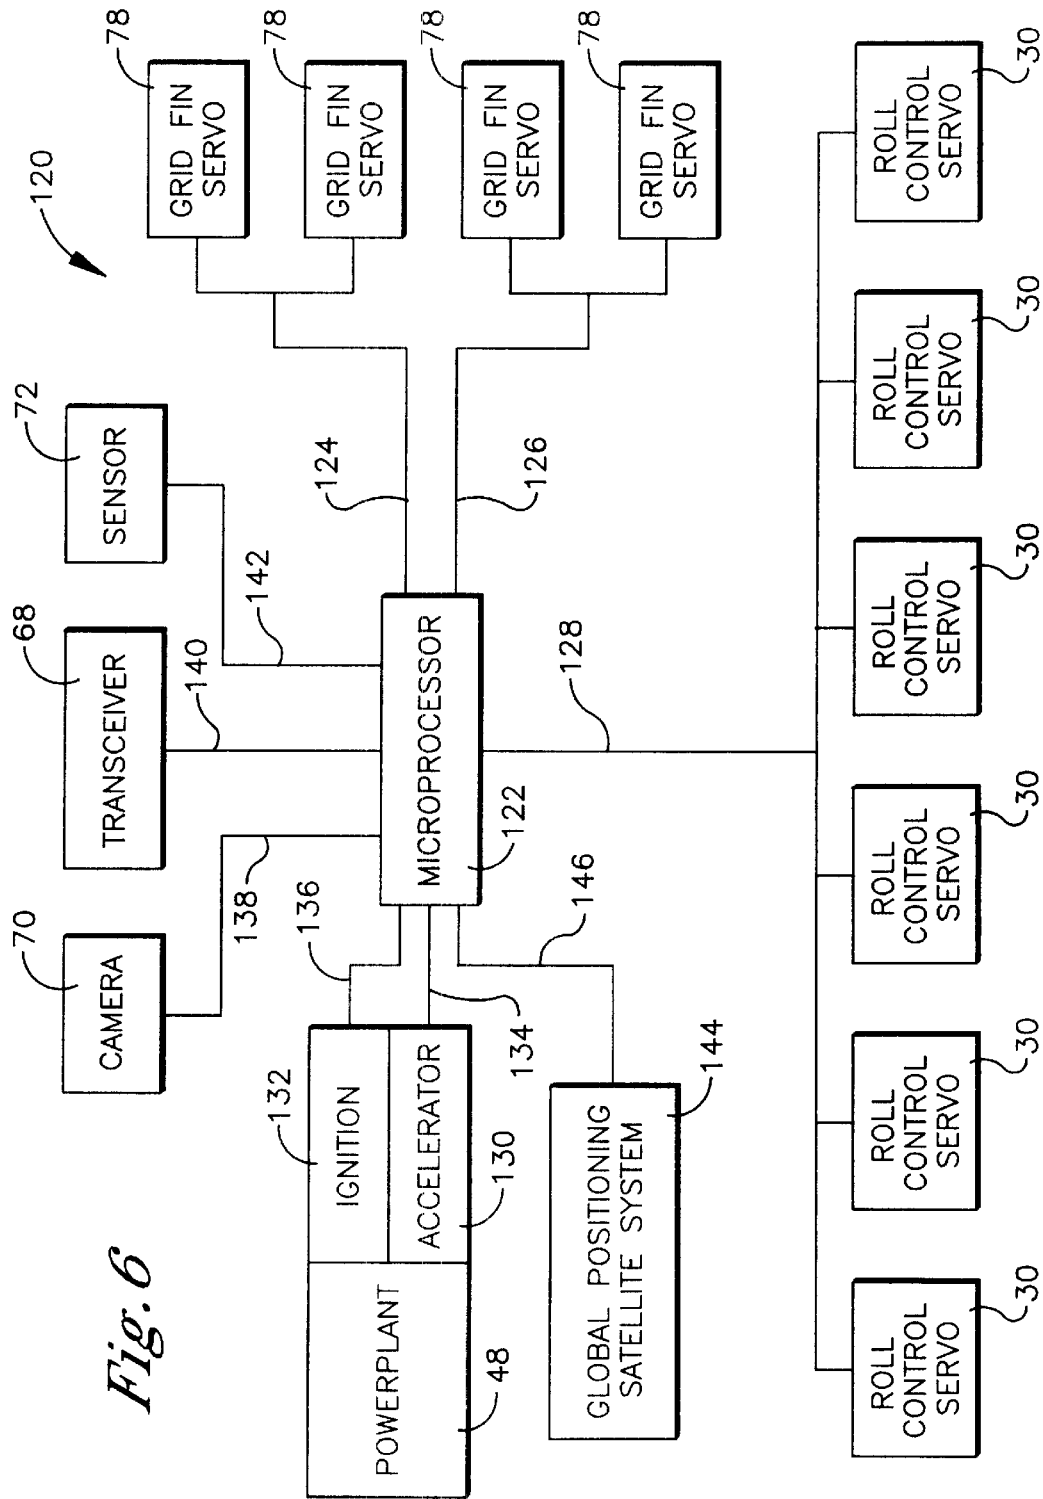 Fig. 6
120
70
CAMERA
138
68
TRANSCEIVER
140
72
SENSOR
142
78
GRID FIN
SERVO
78
GRID FIN
SERVO
78
GRID FIN
SERVO
78
GRID FIN
SERVO
124
126
132
IGNITION
ACCELERATOR
130
POWERPLANT
48
136
134
MICROPROCESSOR
122
146
128
GLOBAL POSITIONING
SATELLITE SYSTEM
144
ROLL
CONTROL
SERVO
30
ROLL
CONTROL
SERVO
30
ROLL
CONTROL
SERVO
30
ROLL
CONTROL
SERVO
30
ROLL
CONTROL
SERVO
30
ROLL
CONTROL
SERVO
30